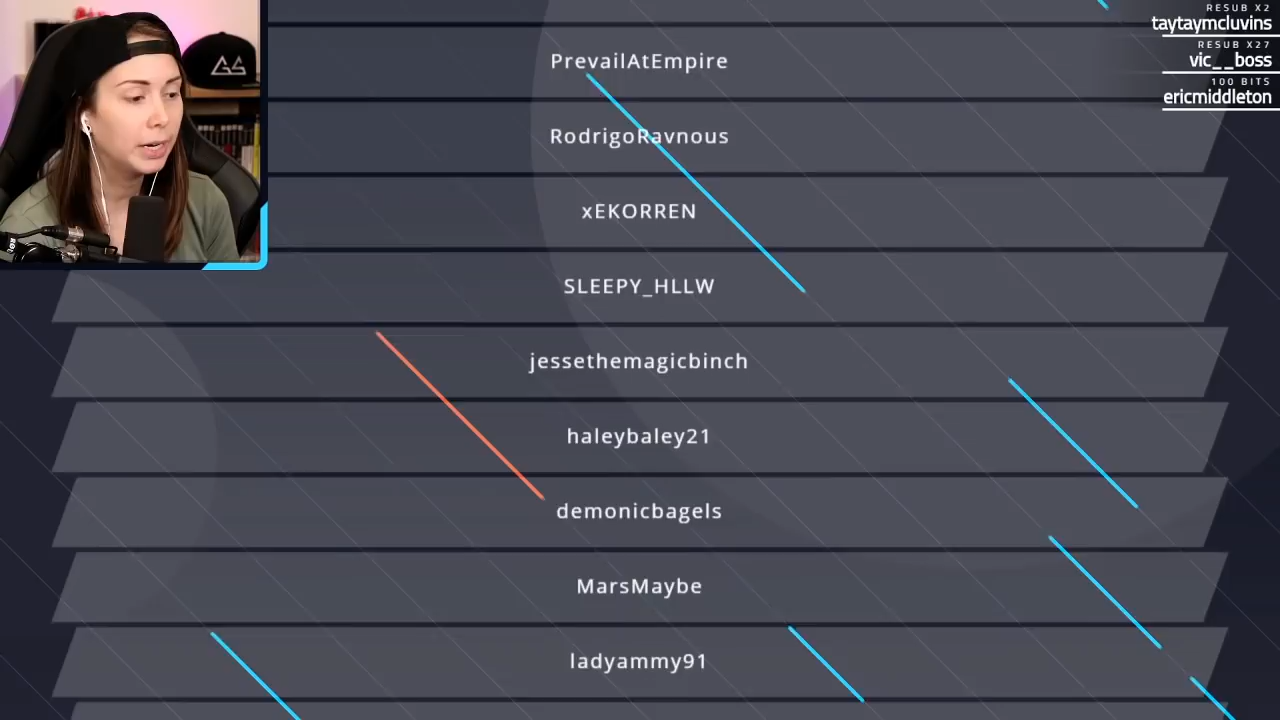 RESUB X2
taytaymcluvins
RESUB X27
vic__boss
100 BITS
ericmiddleton
PrevailAtEmpire
RodrigoRavnous
xEKORREN
SLEEPY_HLLW
jessethemagicbinch
haleybaley21
demonicbagels
MarsMaybe
ladyammy91